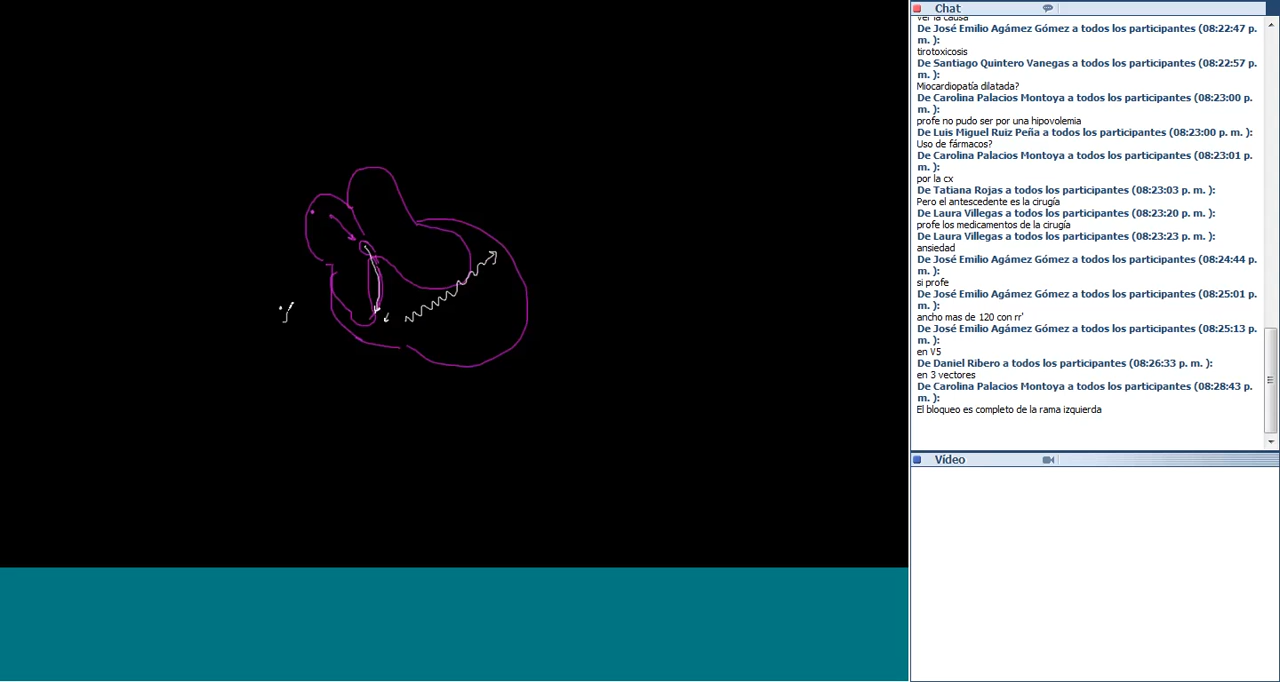 Chat
ver la causa
De José Emilio Agámez Gómez a todos los participantes (08:22:47 p.
m. ):
tirotoxicosis
De Santiago Quintero Vanegas a todos los participantes (08:22:57 p.
m. ):
Miocardiopatía dilatada?
De Carolina Palacios Montoya a todos los participantes (08:23:00 p.
m. ):
profe no pudo ser por una hipovolemia
De Luis Miguel Ruiz Peña a todos los participantes (08:23:00 p. m. ):
Uso de fármacos?
De Carolina Palacios Montoya a todos los participantes (08:23:01 p.
m. ):
por la cx
De Tatiana Rojas a todos los participantes (08:23:03 p. m. ):
Pero el antescedente es la cirugía
De Laura Villegas a todos los participantes (08:23:20 p. m. ):
profe los medicamentos de la cirugía
De Laura Villegas a todos los participantes (08:23:23 p. m. ):
ansiedad
De José Emilio Agámez Gómez a todos los participantes (08:24:44 p.
m. ):
si profe
De José Emilio Agámez Gómez a todos los participantes (08:25:01 p.
m. ):
ancho mas de 120 con rr'
De José Emilio Agámez Gómez a todos los participantes (08:25:13 p.
m. ):
en V5
De Daniel Ribero a todos los participantes (08:26:33 p. m. ):
en 3 vectores
De Carolina Palacios Montoya a todos los participantes (08:28:43 p.
m. ):
El bloqueo es completo de la rama izquierda
Vídeo